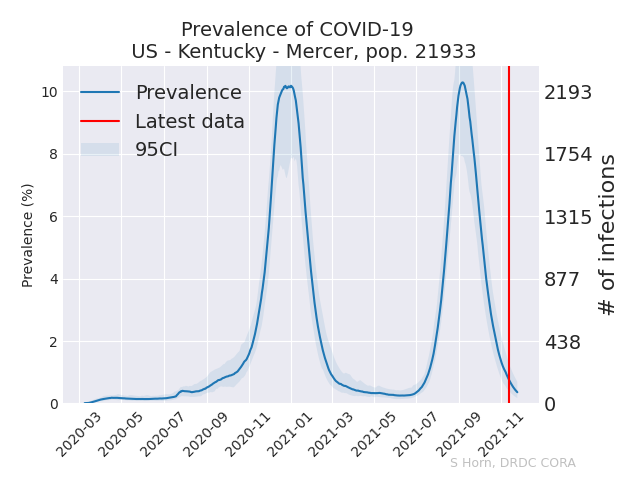 Prevalence of COVID-19
US - Kentucky - Mercer, pop. 21933
Prevalence
Latest data
95CI
Prevalence (%)
10
8
6
4
2
0
2193
1754
1315
877
438
0
# of infections
2020-03
2020-05
2020-07
2020-09
2020-11
2021-01
2021-03
2021-05
2021-07
2021-09
2021-11
S Horn, DRDC CORA